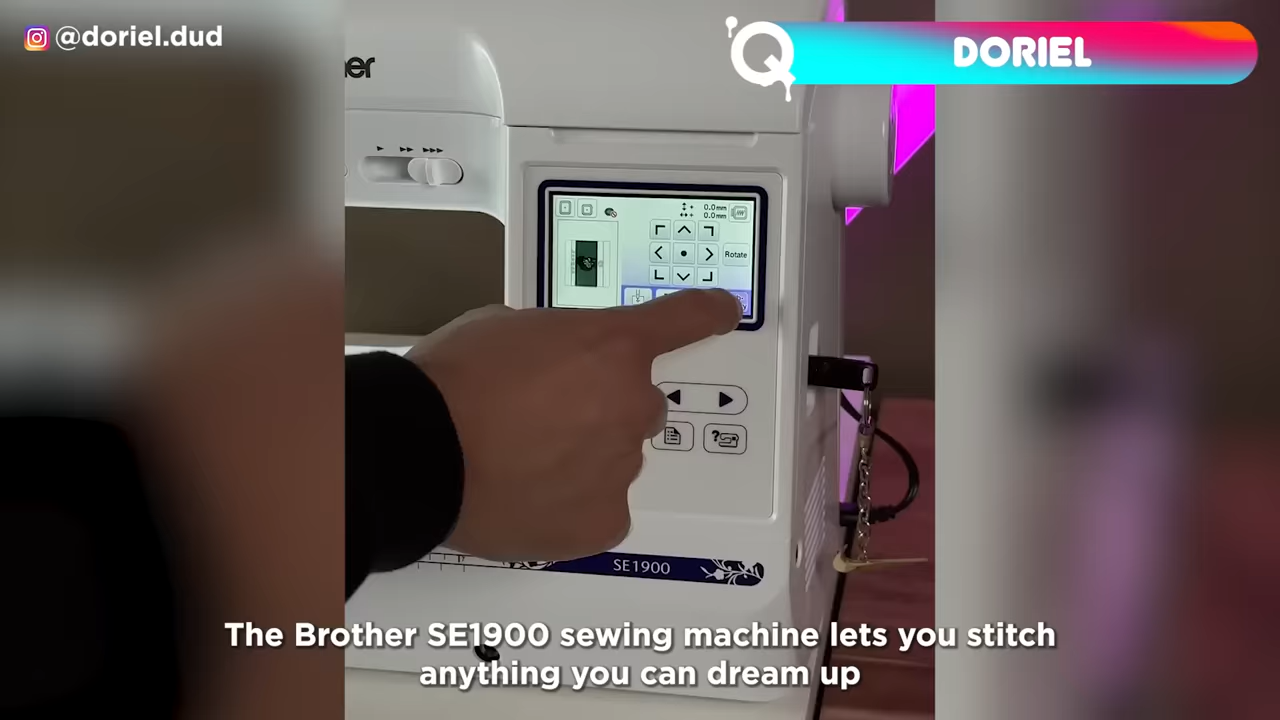 @doriel.dud
DORIEL
0.0mm
0.0mm
Rotate
SE1900
The Brother SE1900 sewing machine lets you stitch
anything you can dream up